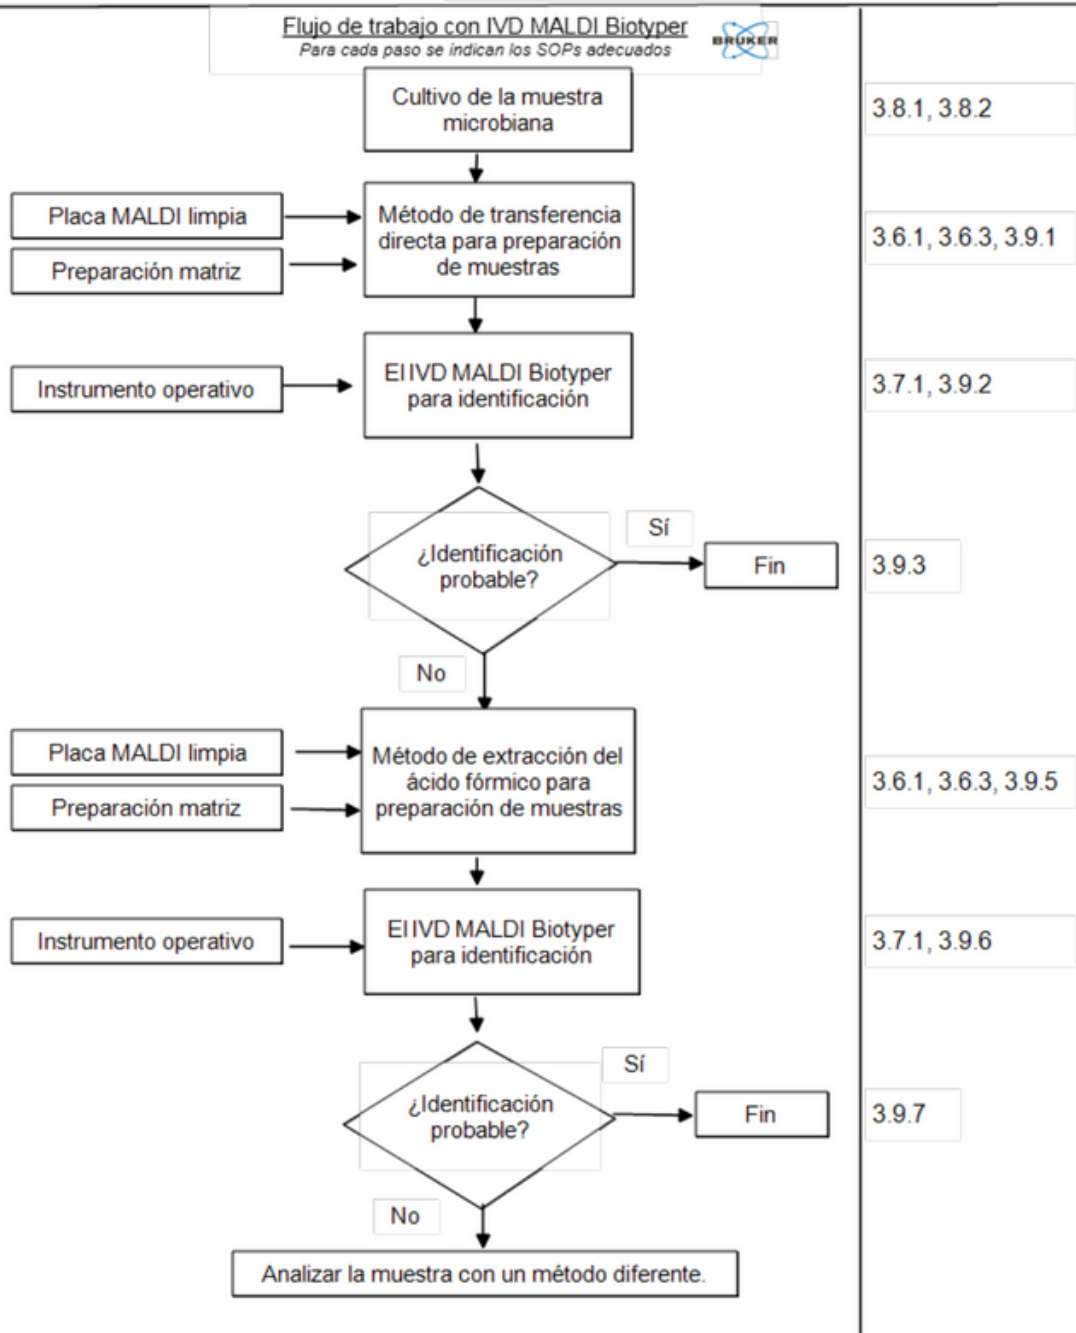 Flujo de trabajo con IVD MALDI Biotyper
Para cada paso se indican los SOPs adecuados
BRUKER
Cultivo de la muestra
microbiana
3.8.1, 3.8.2
Placa MALDI limpia
Preparación matriz
Método de transferencia
directa para preparación
de muestras
3.6.1, 3.6.3, 3.9.1
Instrumento operativo
El IVD MALDI Biotyper
para identificación
3.7.1, 3.9.2
¿Identificación
probable?
Sí
Fin
3.9.3
No
Placa MALDI limpia
Preparación matriz
Método de extracción del
ácido fórmico para
preparación de muestras
3.6.1, 3.6.3, 3.9.5
Instrumento operativo
El IVD MALDI Biotyper
para identificación
3.7.1, 3.9.6
¿Identificación
probable?
Sí
Fin
3.9.7
No
Analizar la muestra con un método diferente.